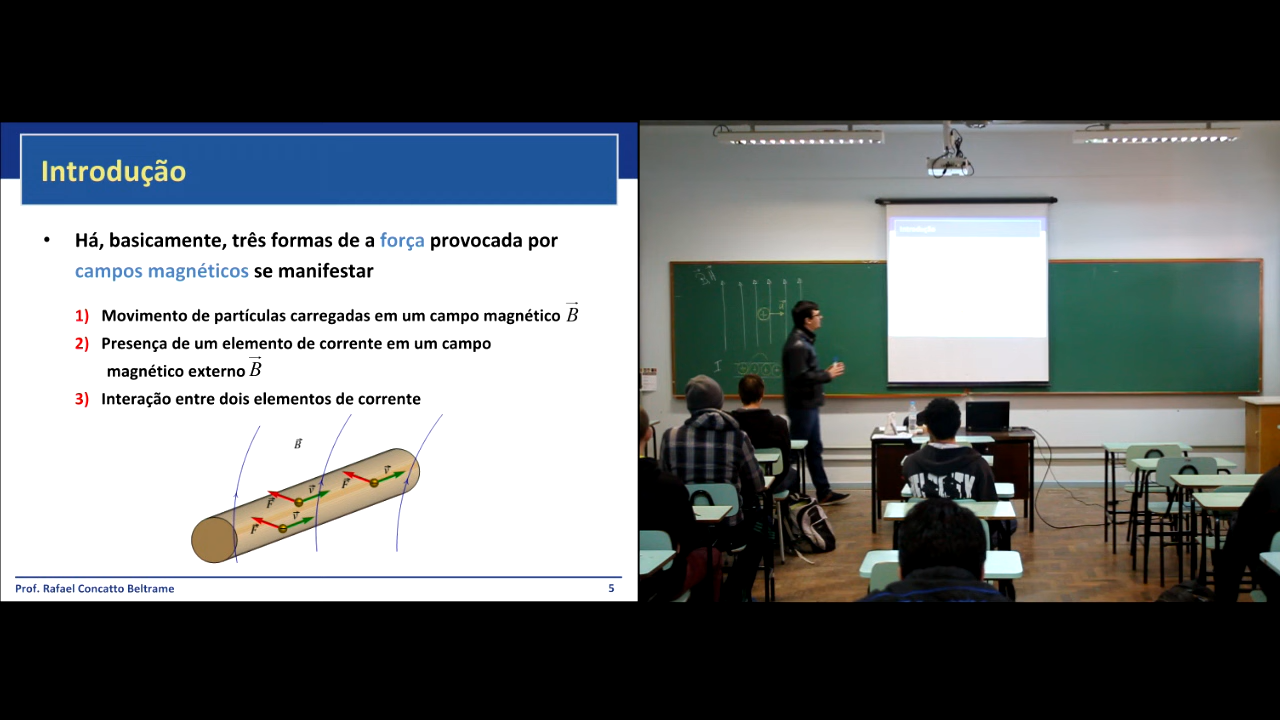 Introdução
• Há, basicamente, três formas de a força provocada por
campos magnéticos se manifestar
1) Movimento de partículas carregadas em um campo magnético B⃗
2) Presença de um elemento de corrente em um campo
magnético externo B⃗
3) Interação entre dois elementos de corrente
B⃗
F⃗ v⃗
F⃗ v⃗
F⃗ v⃗
Prof. Rafael Concatto Beltrame 5
Introdução
I